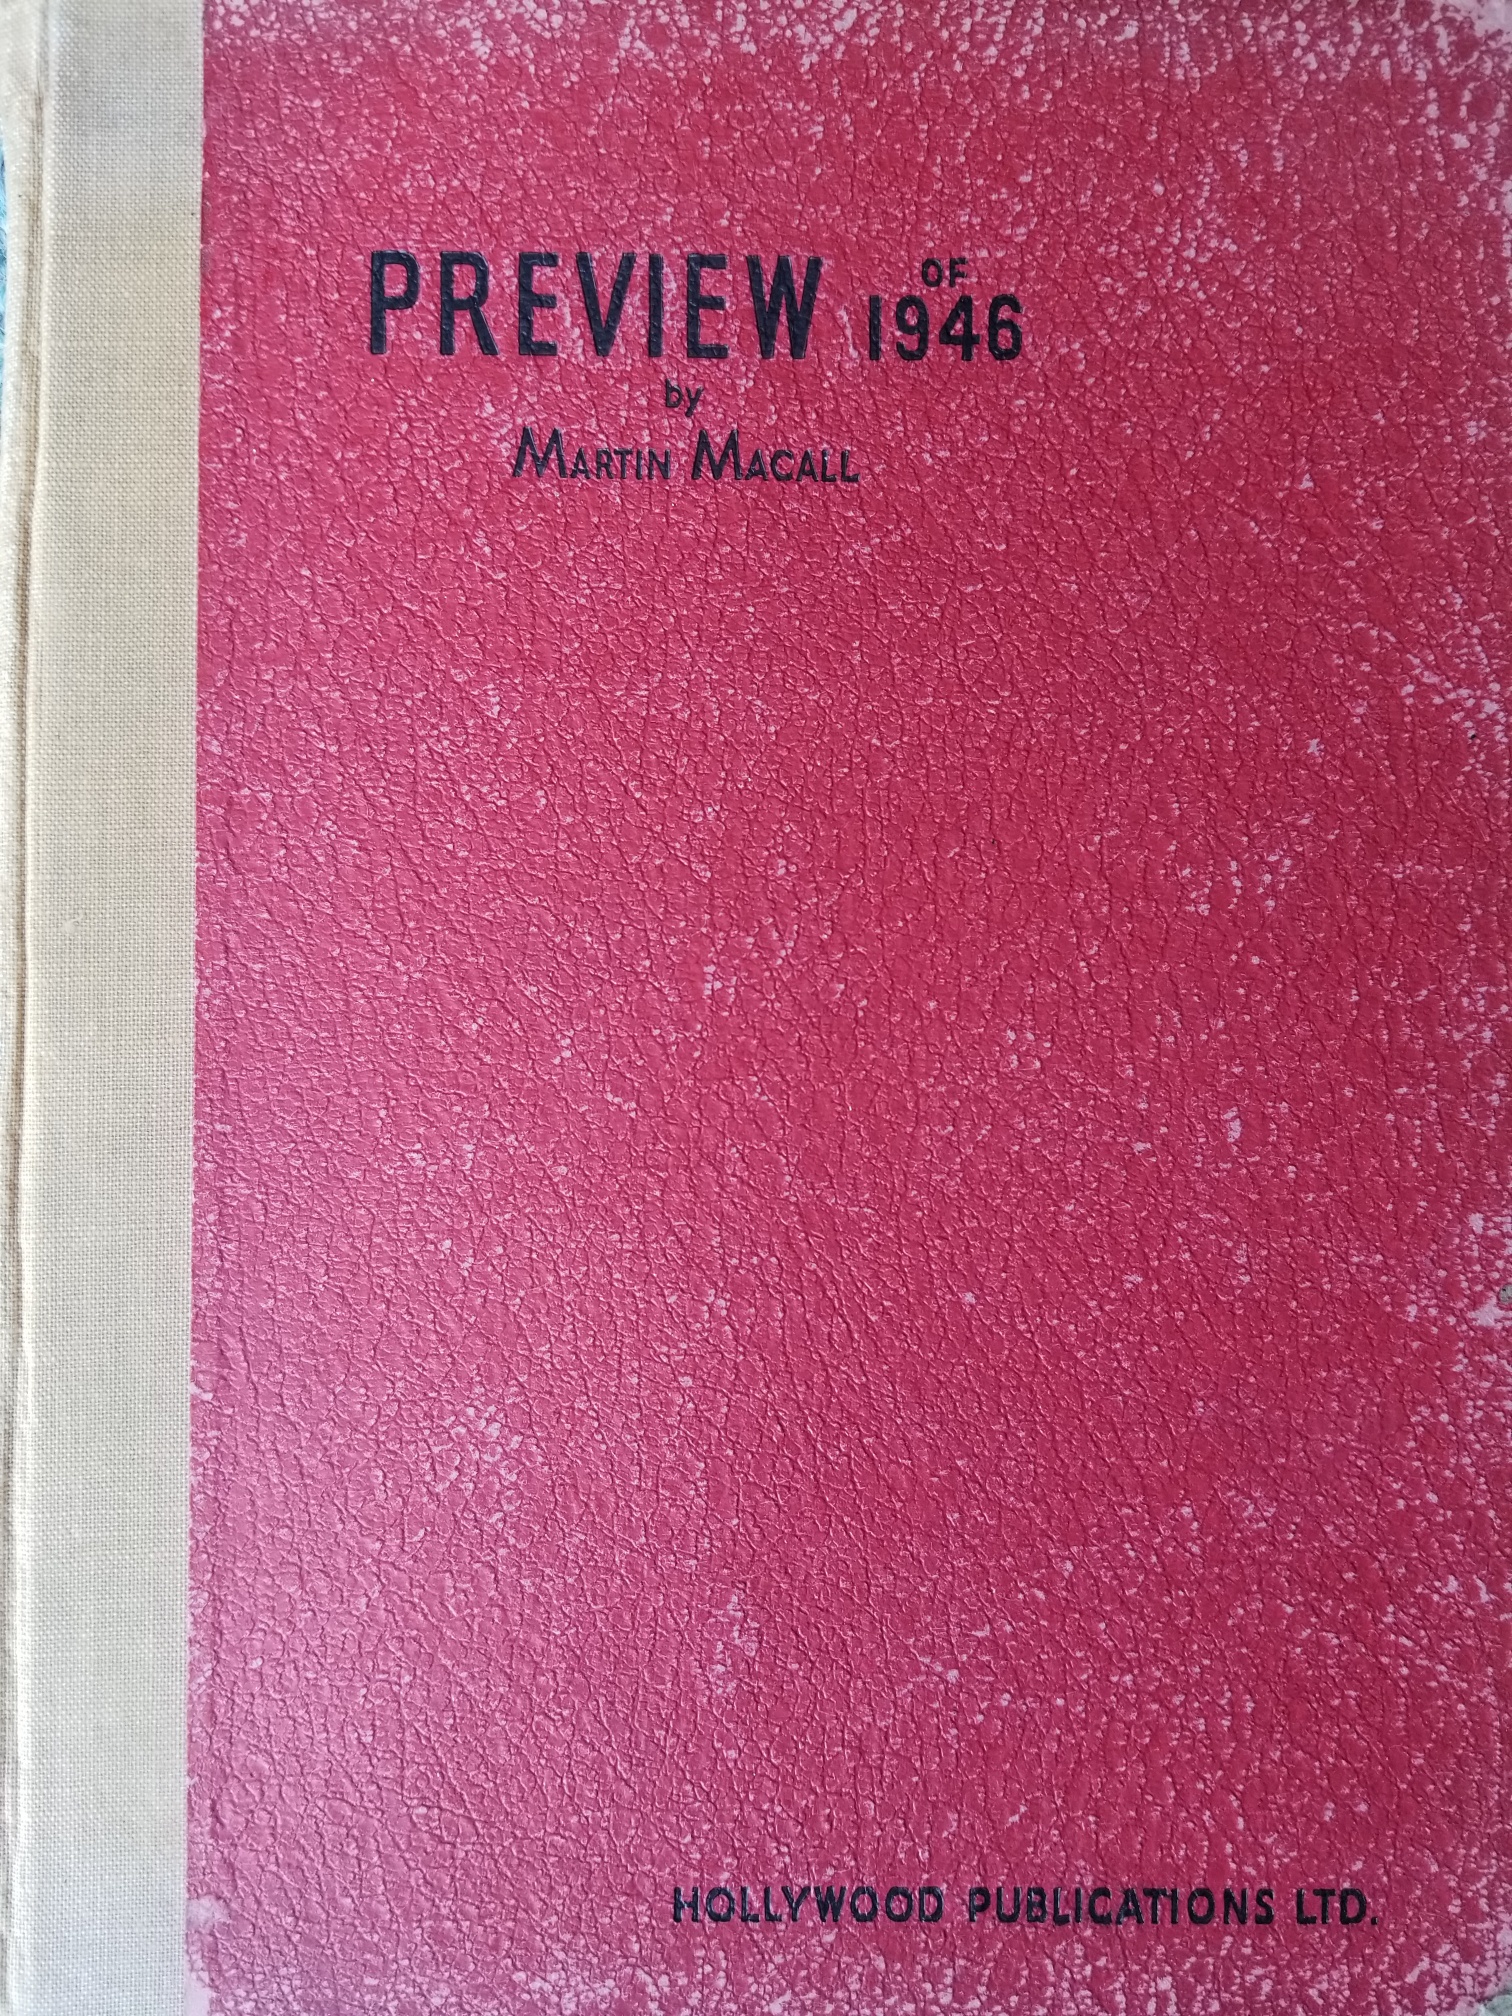 PREVIEW OF 1946
by
MARTIN MACALL
HOLLYWOOD PUBLICATIONS LTD.